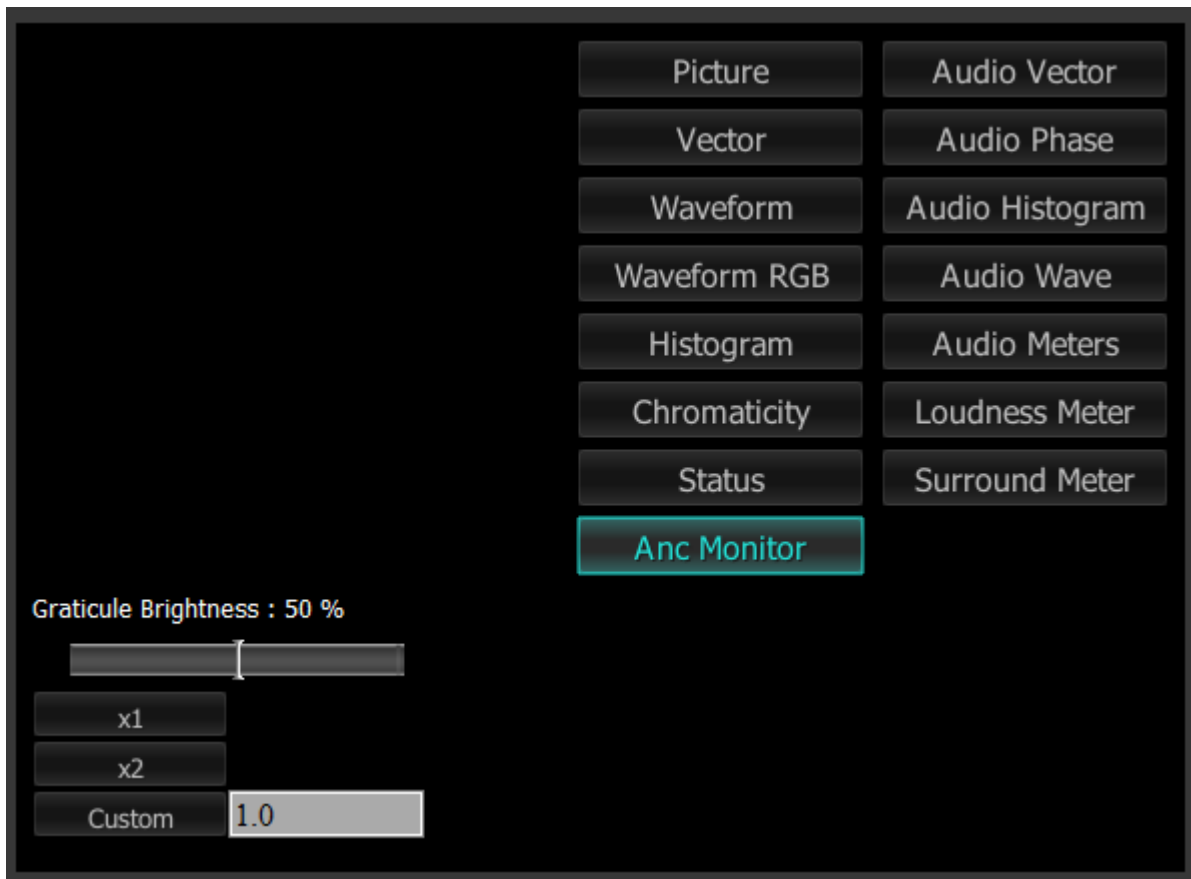 Picture
Audio Vector
Vector
Audio Phase
Waveform
Audio Histogram
Waveform RGB
Audio Wave
Histogram
Audio Meters
Chromaticity
Loudness Meter
Status
Surround Meter
Anc Monitor
Graticule Brightness : 50 %
x1
x2
Custom
1.0